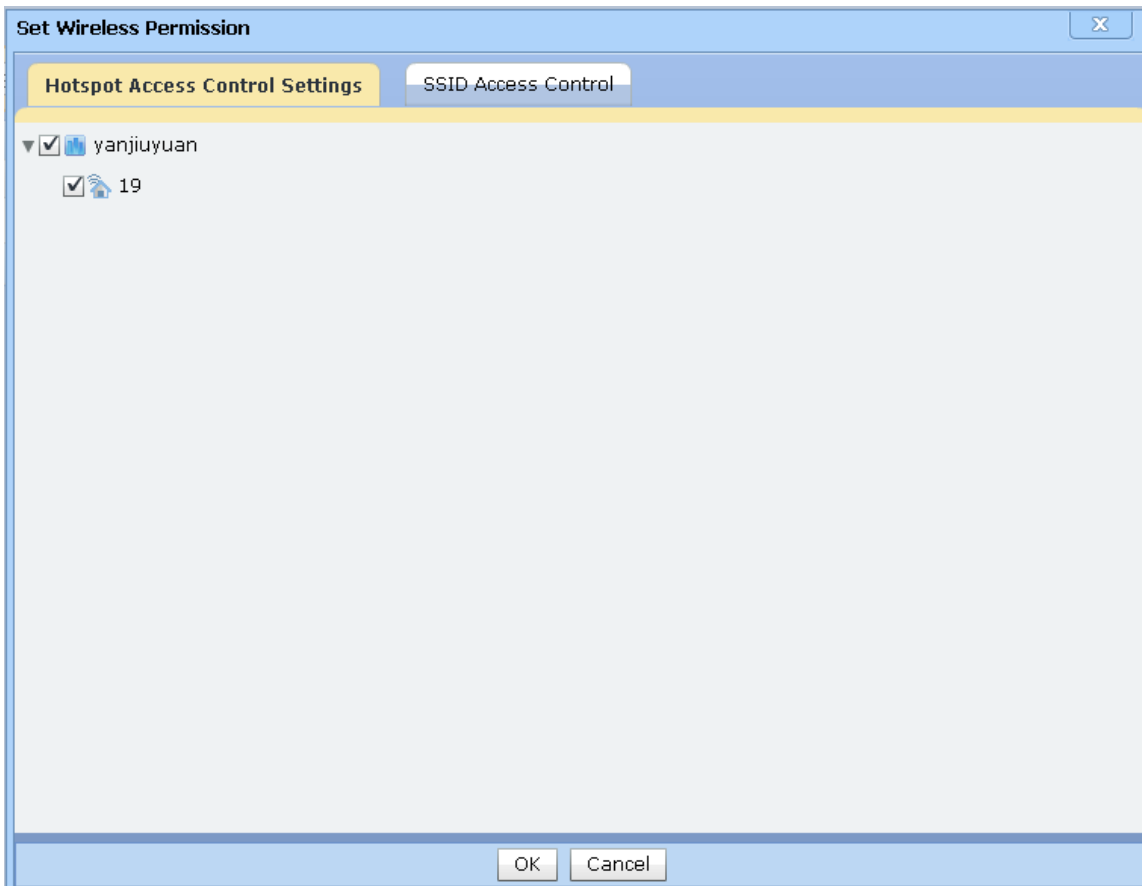 Set Wireless Permission
Hotspot Access Control Settings
SSID Access Control
yanjiuyuan
19
OK
Cancel